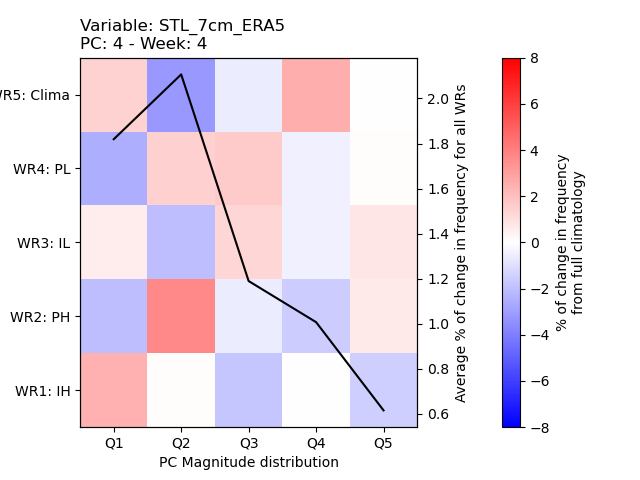 Variable: STL_7cm_ERA5
PC: 4 - Week: 4
WR5: Clima
WR4: PL
WR3: IL
WR2: PH
WR1: IH
Q1 Q2 Q3 Q4 Q5
PC Magnitude distribution
2.0
1.8
1.6
1.4
1.2
1.0
0.8
0.6
Average % of change in frequency for all WRs
8
6
4
2
0
−2
−4
−6
−8
% of change in frequency
from full climatology